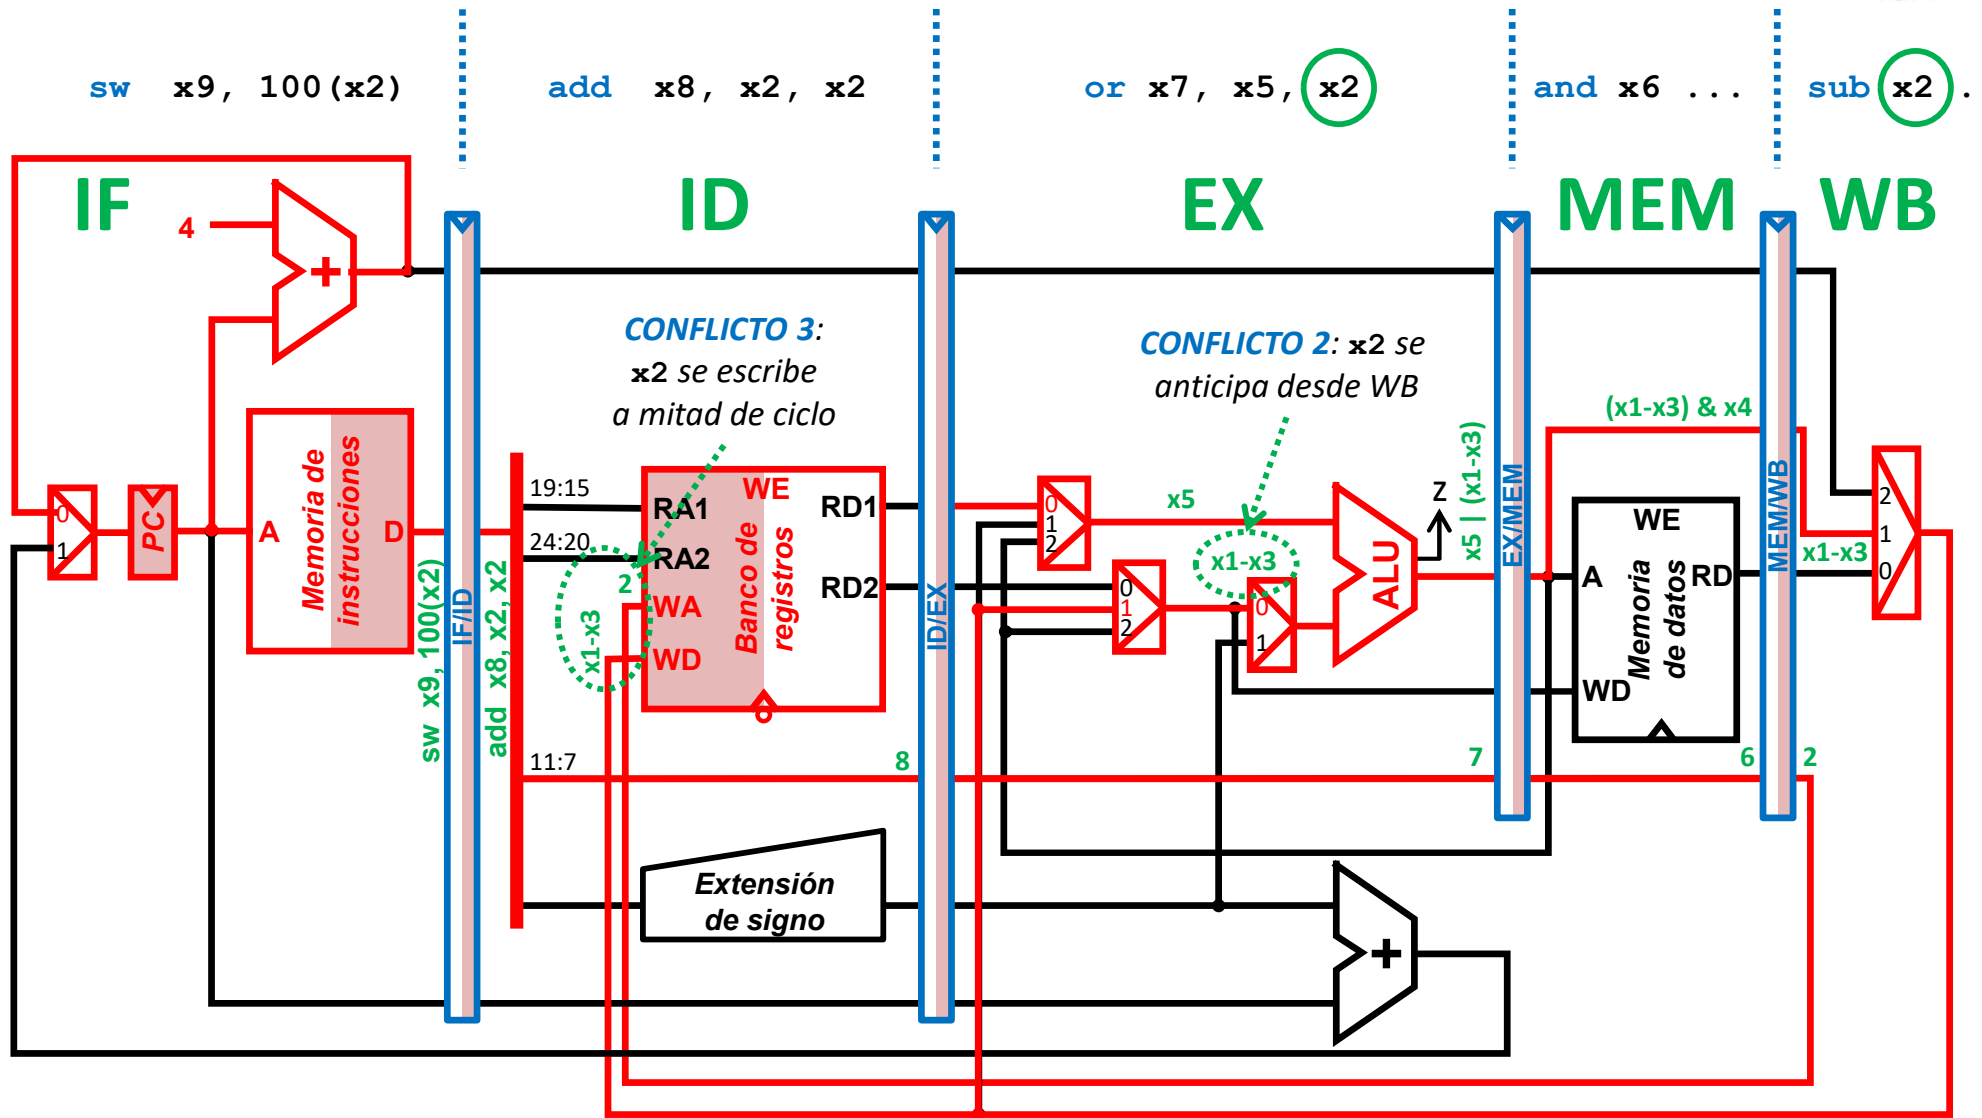 sw x9, 100(x2)
add x8, x2, x2
or x7, x5, x2
and x6 ...
sub x2 .
IF
ID
EX
MEM
WB
4
+
CONFLICTO 3:
x2 se escribe
a mitad de ciclo
CONFLICTO 2: x2 se
anticipa desde WB
(x1-x3) & x4
x5 | (x1-x3)
0
1
PC
A
Memoria de
instrucciones
D
sw x9, 100(x2)
IF/ID
add x8, x2, x2
19:15
24:20
11:7
2
x1-x3
RA1
RA2
WA
WD
WE
Banco de
registros
RD1
RD2
ID/EX
8
0
1
2
0
1
2
x5
x1-x3
0
1
ALU
Z
EX/MEM
7
A
WE
RD
WD
Memoria
de datos
6
MEM/WB
2
x1-x3
2
1
0
Extensión
de signo
+